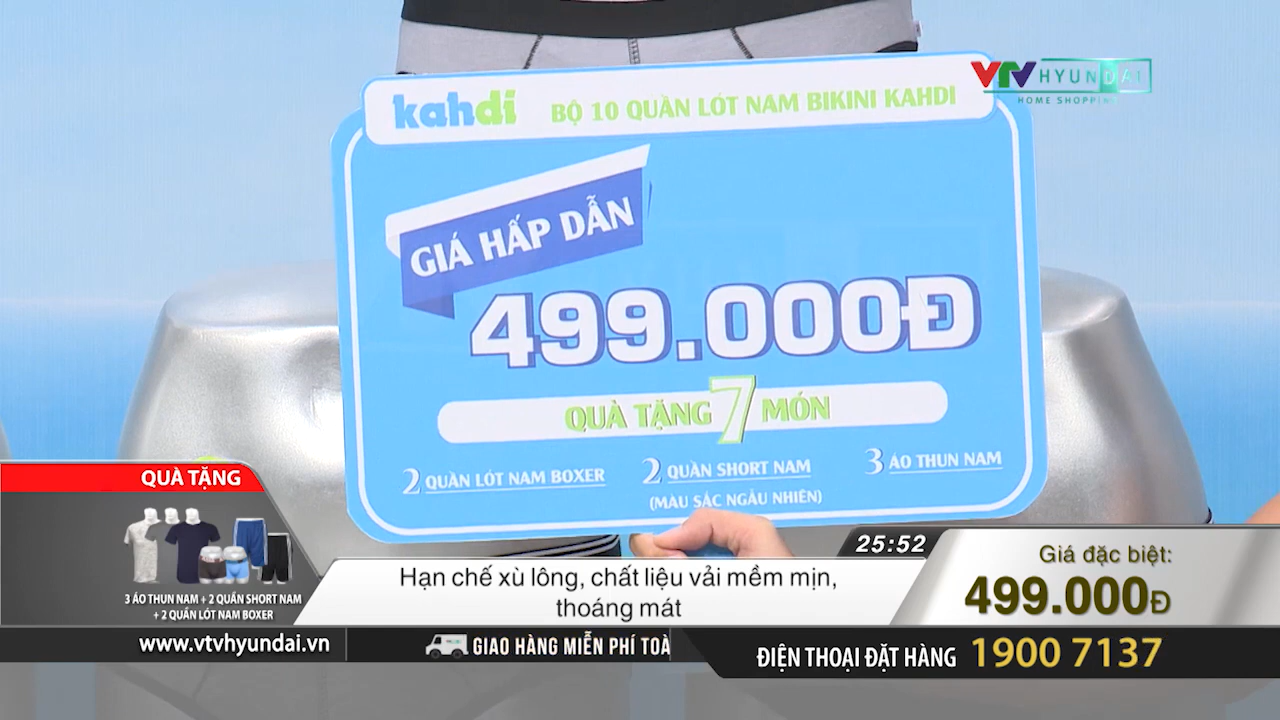 VTV HYUNDAI
HOME SHOPPING
kahdi BỘ 10 QUẦN LÓT NAM BIKINI KAHDI
GIÁ HẤP DẪN
499.000Đ
QUÀ TẶNG 7 MÓN
2 QUẦN LÓT NAM BOXER
2 QUẦN SHORT NAM
(MÀU SẮC NGẪU NHIÊN)
3 ÁO THUN NAM
QUÀ TẶNG
3 ÁO THUN NAM + 2 QUẦN SHORT NAM
+ 2 QUẦN LÓT NAM BOXER
25:52
Hạn chế xù lông, chất liệu vải mềm mịn,
thoáng mát
Giá đặc biệt:
499.000Đ
www.vtvhyundai.vn
GIAO HÀNG MIỄN PHÍ TOÀ
ĐIỆN THOẠI ĐẶT HÀNG 1900 7137